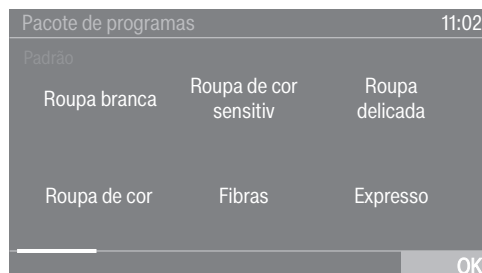 Pacote de programas 11:02
Padrão
Roupa branca
Roupa de cor
sensitiv
Roupa
delicada
Roupa de cor
Fibras
Expresso
OK